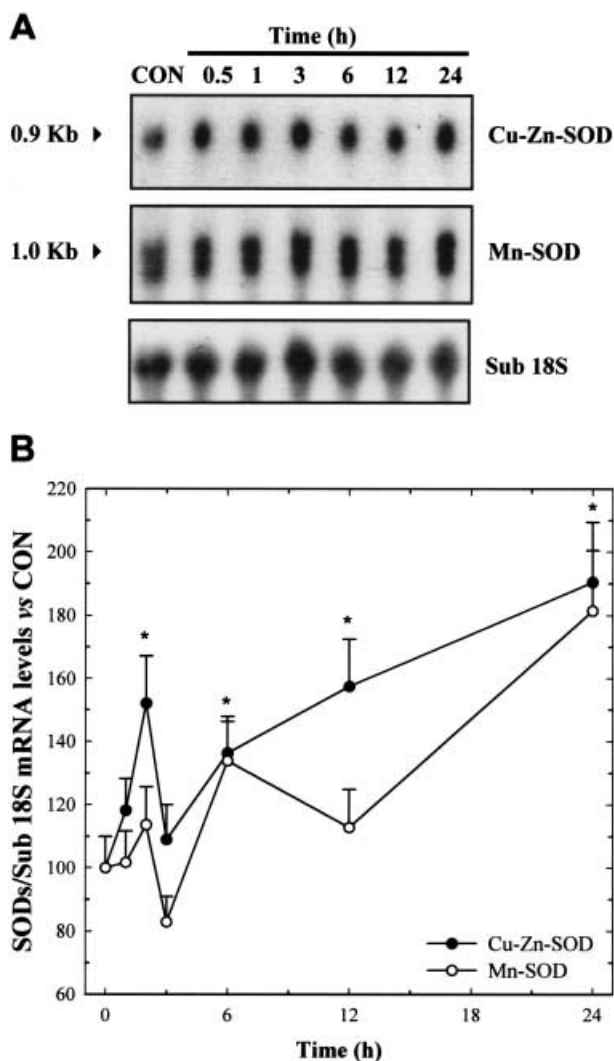 A
Time (h)
CON 0.5 1 3 6 12 24
0.9 Kb Cu-Zn-SOD
1.0 Kb Mn-SOD
Sub 18S
B
SODs/Sub 18S mRNA levels vs CON
220
200
180
160
140
120
100
80
60
* * * *
Cu-Zn-SOD
Mn-SOD
0 6 12 18 24
Time (h)